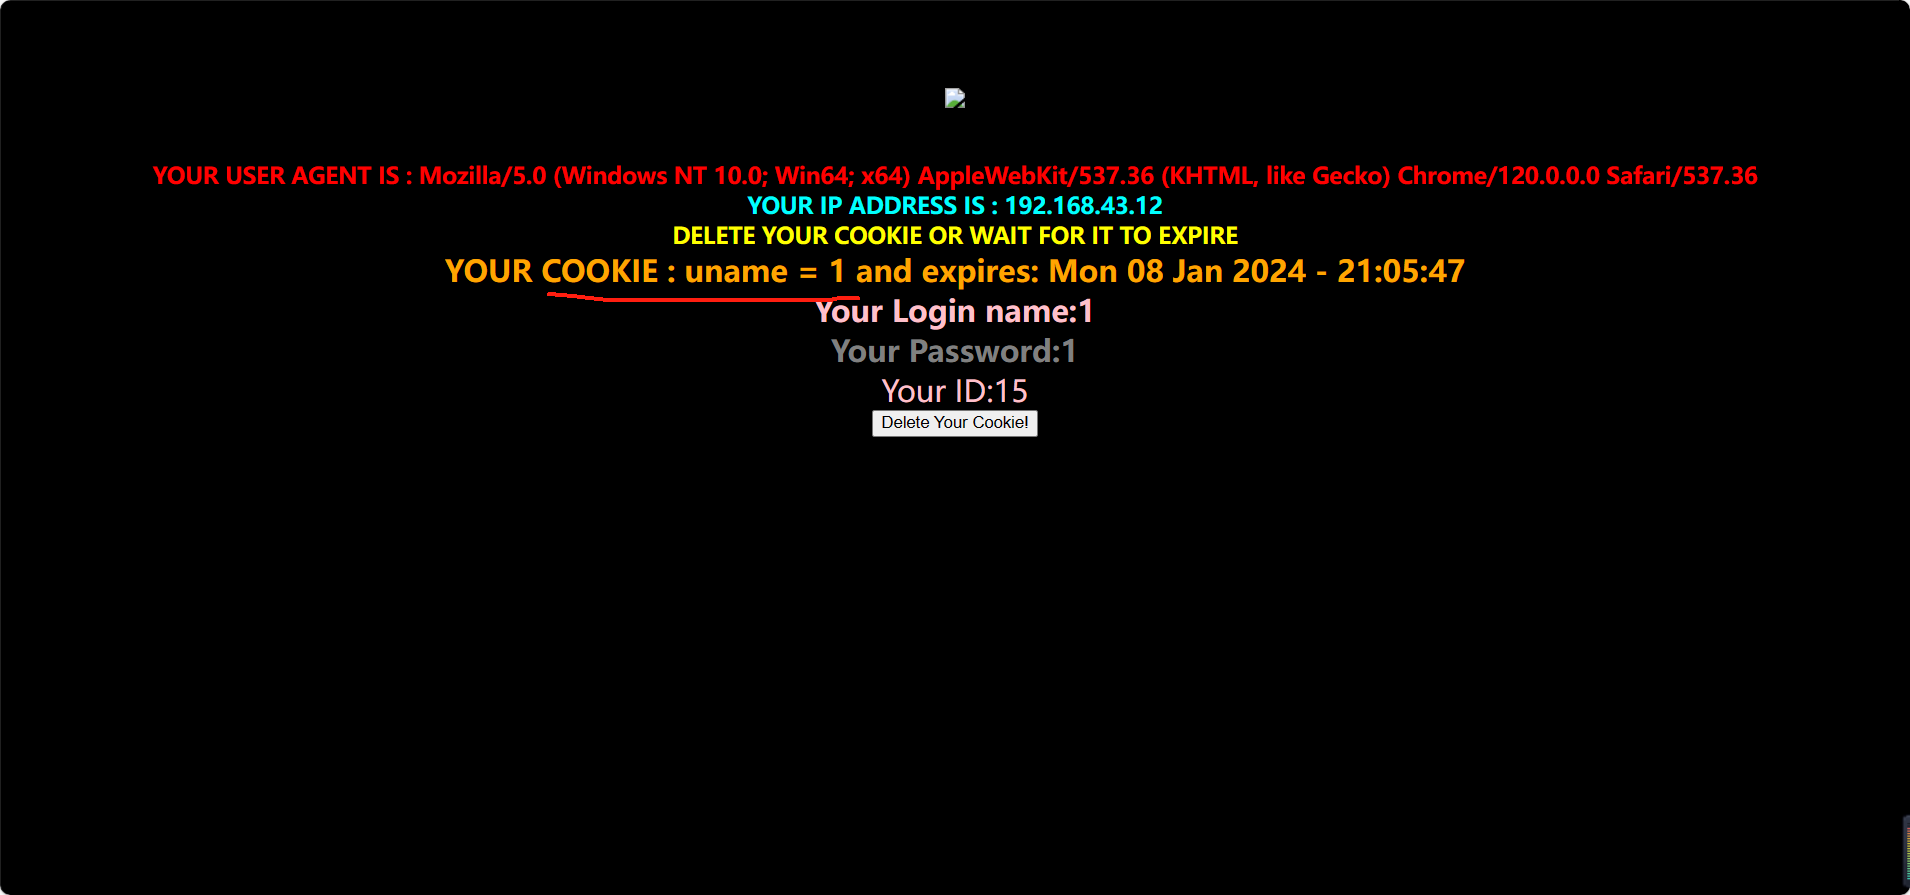 YOUR USER AGENT IS : Mozilla/5.0 (Windows NT 10.0; Win64; x64) AppleWebKit/537.36 (KHTML, like Gecko) Chrome/120.0.0.0 Safari/537.36
YOUR IP ADDRESS IS : 192.168.43.12
DELETE YOUR COOKIE OR WAIT FOR IT TO EXPIRE
YOUR COOKIE : uname = 1 and expires: Mon 08 Jan 2024 - 21:05:47
Your Login name:1
Your Password:1
Your ID:15
Delete Your Cookie!